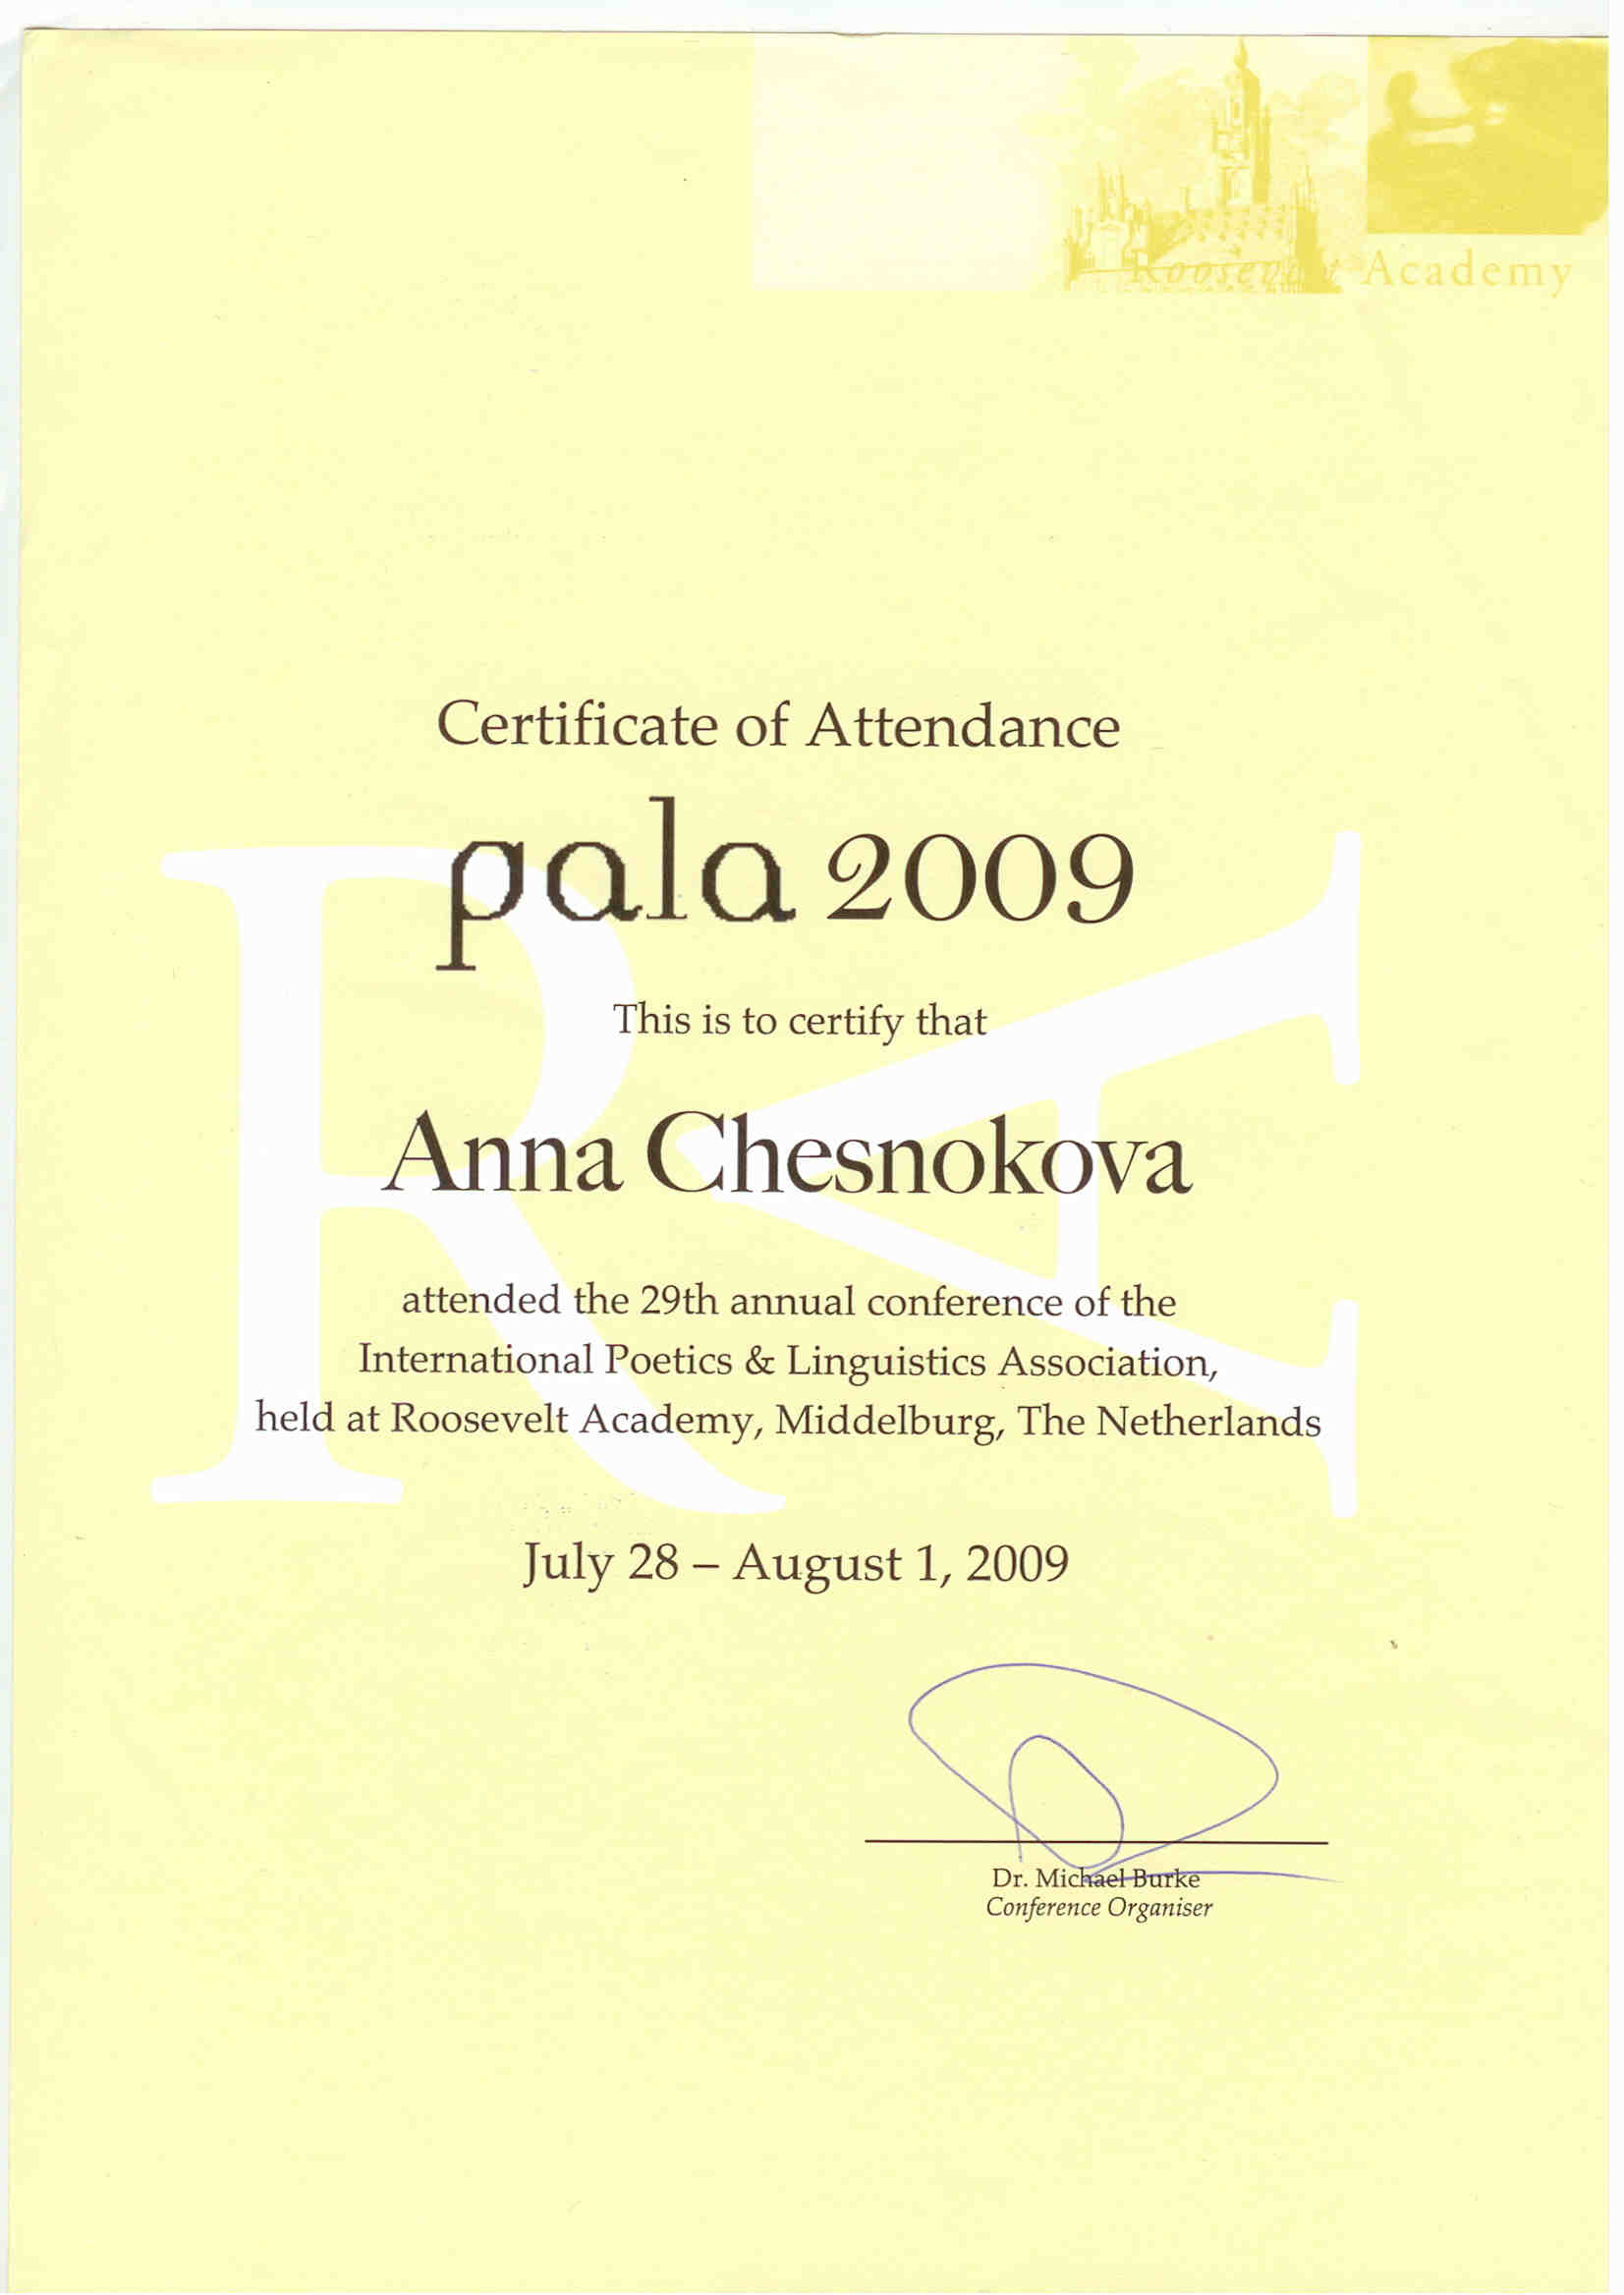 Roosevelt Academy
Certificate of Attendance
pala 2009
This is to certify that
Anna Chesnokova
attended the 29th annual conference of the
International Poetics & Linguistics Association,
held at Roosevelt Academy, Middelburg, The Netherlands
July 28 – August 1, 2009
Dr. Michael Burke
Conference Organiser
RA